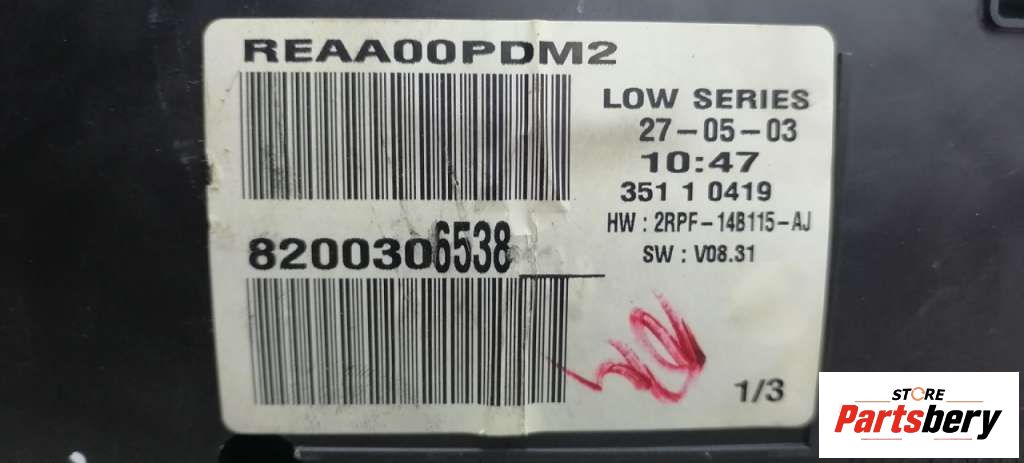 REAA00PDM2
LOW SERIES
27-05-03
10:47
351 1 0419
HW : 2RPF-14B115-AJ
SW : V08.31
8200306538
1/3
STORE
Partsbery